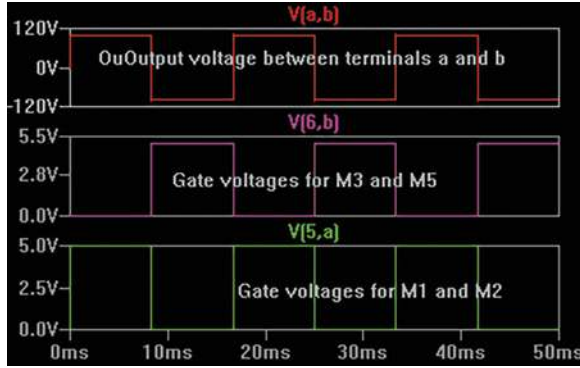 V(a,b)
120V
OuOutput voltage between terminals a and b
0V
-120V
V(6,b)
5.5V
2.8V
Gate voltages for M3 and M5
0.0V
V(5,a)
5.0V
2.5V
Gate voltages for M1 and M2
0.0V
0ms 10ms 20ms 30ms 40ms 50ms